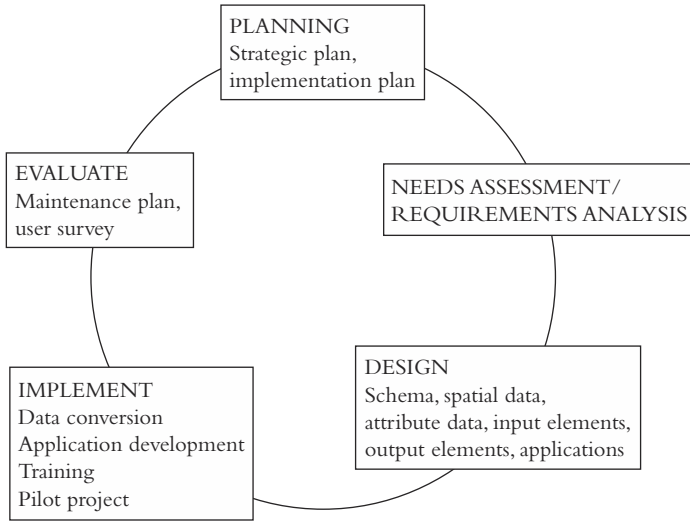 PLANNING
Strategic plan,
implementation plan
NEEDS ASSESSMENT/
REQUIREMENTS ANALYSIS
DESIGN
Schema, spatial data,
attribute data, input elements,
output elements, applications
IMPLEMENT
Data conversion
Application development
Training
Pilot project
EVALUATE
Maintenance plan,
user survey